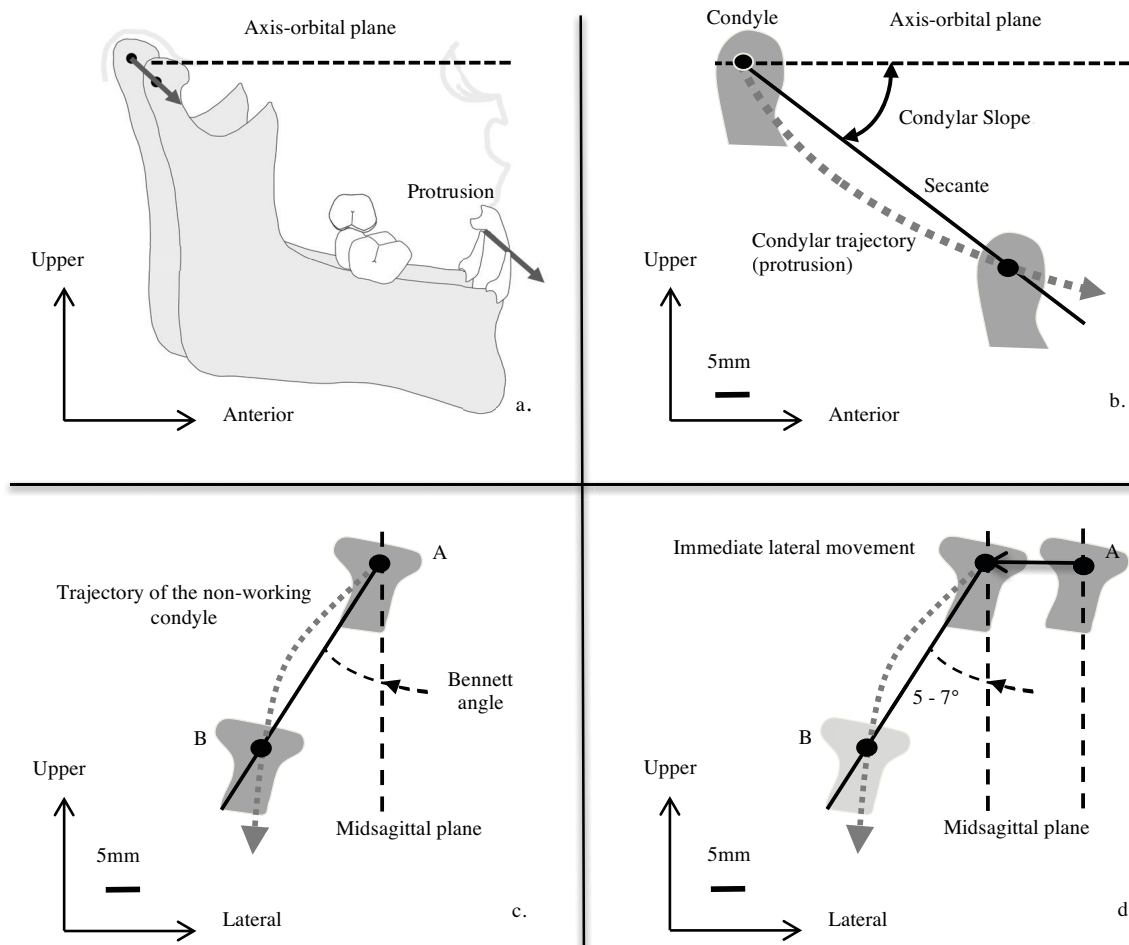 Axis-orbital plane
Protrusion
Upper
Anterior
a.
Condyle
Axis-orbital plane
Condylar Slope
Secante
Condylar trajectory
(protrusion)
Upper
5mm
Anterior
b.
A
Trajectory of the non-working
condyle
Bennett
angle
B
Upper
Midsagittal plane
5mm
Lateral
c.
Immediate lateral movement
A
5 - 7°
B
Upper
Midsagittal plane
5mm
Lateral
d.